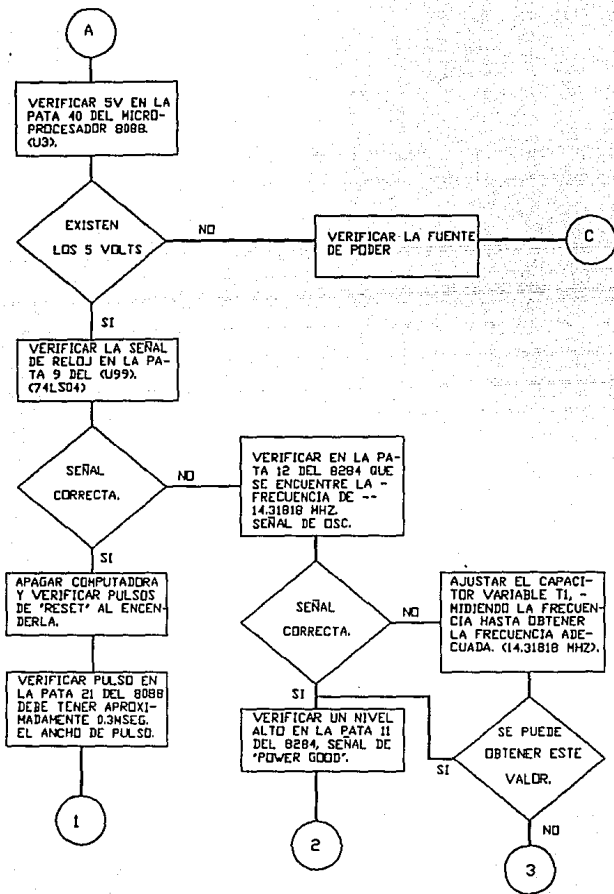 A
VERIFICAR 5V EN LA
PATA 40 DEL MICRO-
PROCESADOR 8088.
(U3).
EXISTEN
LOS 5 VOLTS
NO
VERIFICAR LA FUENTE
DE PODER
C
SI
VERIFICAR LA SEÑAL
DE RELOJ EN LA PA-
TA 9 DEL (U99).
(74LS04)
SEÑAL
CORRECTA.
NO
VERIFICAR EN LA PA-
TA 12 DEL 8284 QUE
SE ENCUENTRE LA -
FRECUENCIA DE --
14.31818 MHZ.
SEÑAL DE OSC.
SI
APAGAR COMPUTADORA
Y VERIFICAR PULSOS
DE "RESET" AL ENCEN-
DERLA.
SEÑAL
CORRECTA.
NO
AJUSTAR EL CAPACI-
TOR VARIABLE T1, -
MIDIENDO LA FRECUEN-
CIA HASTA OBTENER
LA FRECUENCIA ADE-
CUADA. (14.31818 MHZ).
VERIFICAR PULSO EN
LA PATA 21 DEL 8088
DEBE TENER APROXI-
MADAMENTE 0.3MSEG.
EL ANCHO DE PULSO.
SI
VERIFICAR UN NIVEL
ALTO EN LA PATA 11
DEL 8284, SEÑAL DE
"POWER GOOD".
SE PUEDE
OBTENER ESTE
VALOR.
SI
NO
1
2
3